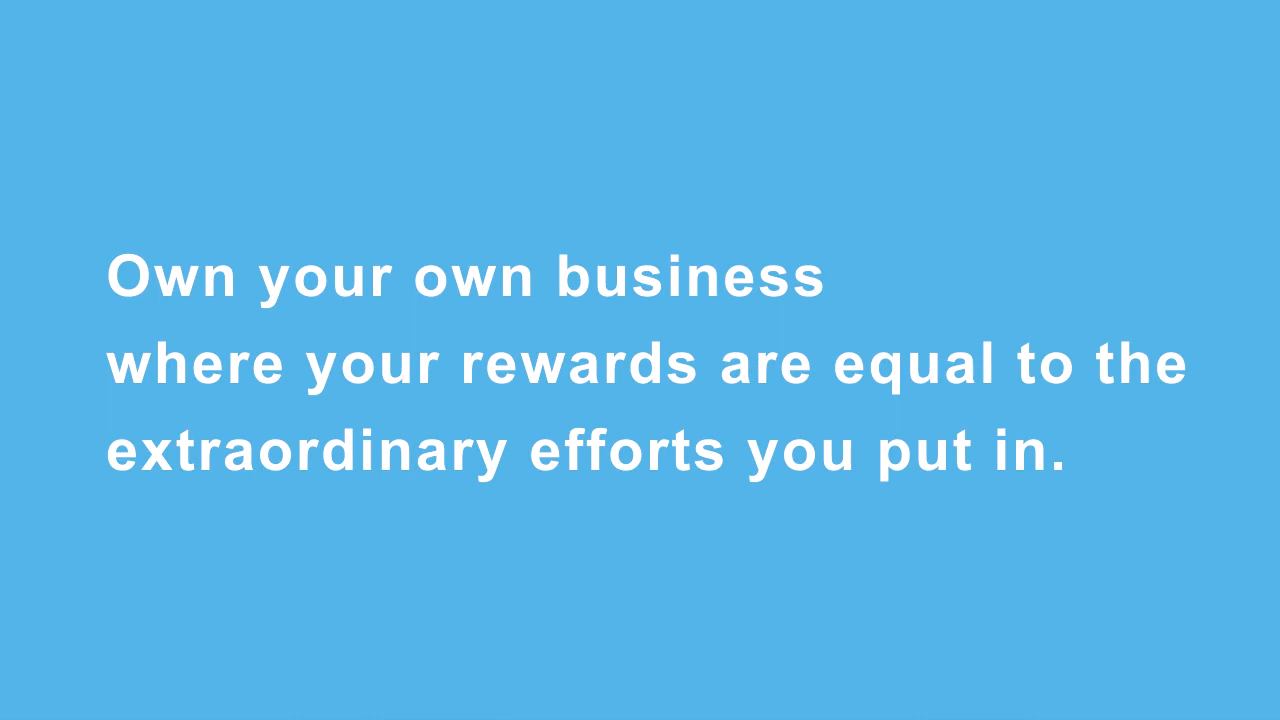 Own your own business
where your rewards are equal to the
extraordinary efforts you put in.